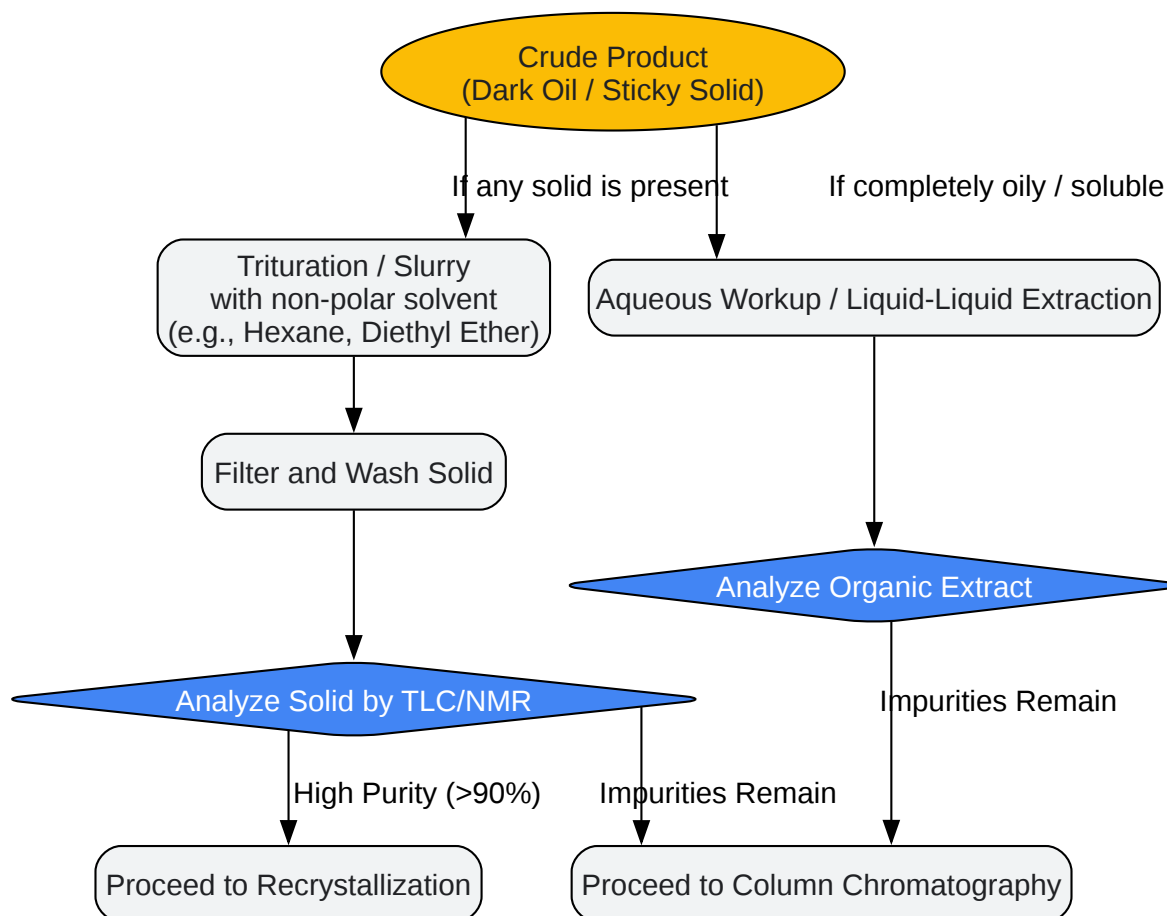 Crude Product
(Dark Oil / Sticky Solid)
If any solid is present
If completely oily / soluble
Trituration / Slurry
with non-polar solvent
(e.g., Hexane, Diethyl Ether)
Aqueous Workup / Liquid-Liquid Extraction
Filter and Wash Solid
Analyze Organic Extract
Analyze Solid by TLC/NMR
Impurities Remain
High Purity (>90%)
Impurities Remain
Proceed to Recrystallization
Proceed to Column Chromatography